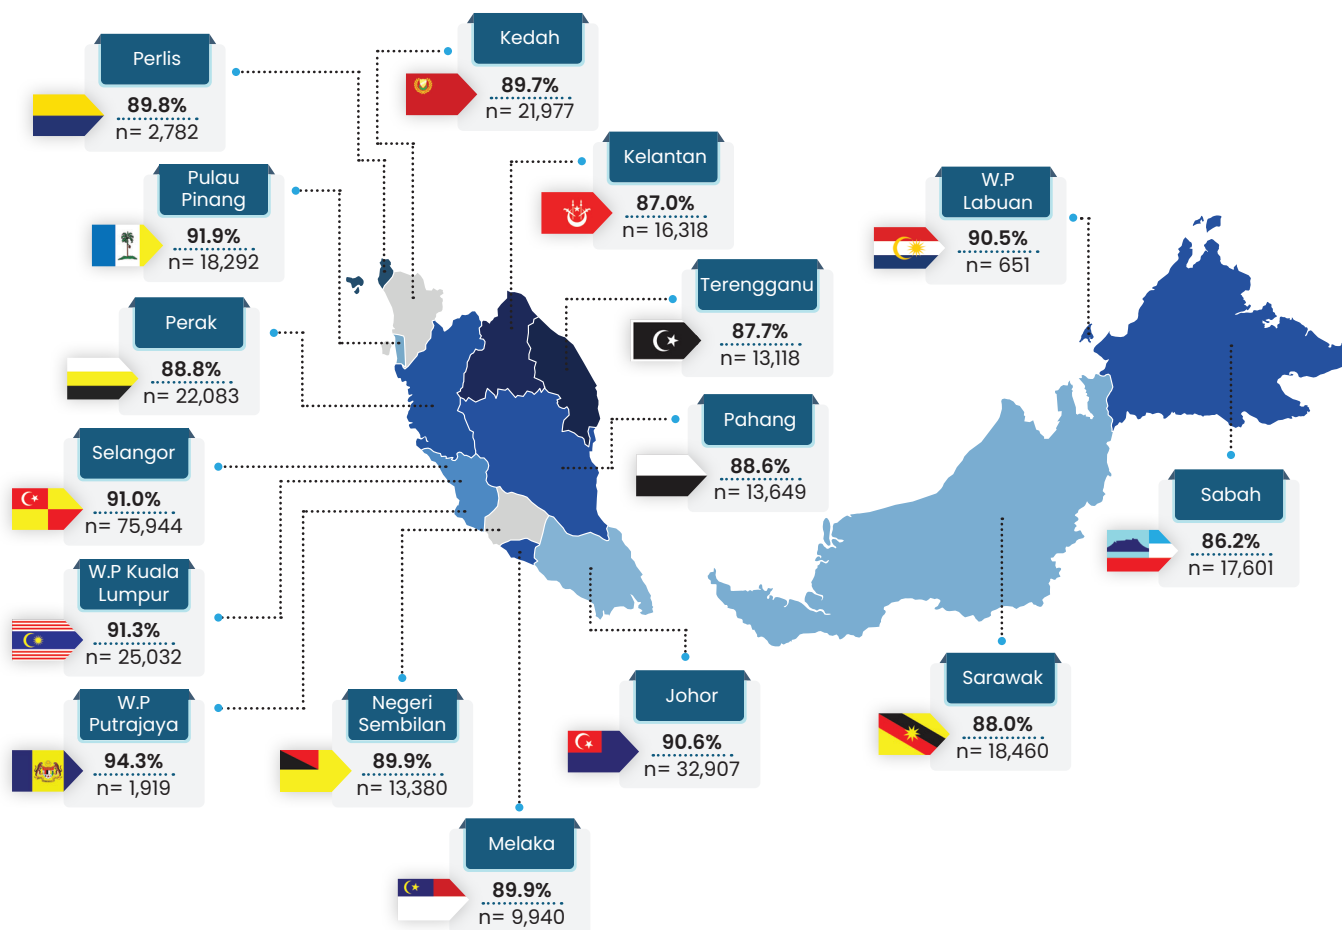 Perlis
89.8%
n= 2,782
Kedah
89.7%
n= 21,977
Pulau
Pinang
91.9%
n= 18,292
Kelantan
87.0%
n= 16,318
W.P
Labuan
90.5%
n= 651
Perak
88.8%
n= 22,083
Terengganu
87.7%
n= 13,118
Selangor
91.0%
n= 75,944
Pahang
88.6%
n= 13,649
Sabah
86.2%
n= 17,601
W.P Kuala
Lumpur
91.3%
n= 25,032
W.P
Putrajaya
94.3%
n= 1,919
Negeri
Sembilan
89.9%
n= 13,380
Johor
90.6%
n= 32,907
Sarawak
88.0%
n= 18,460
Melaka
89.9%
n= 9,940